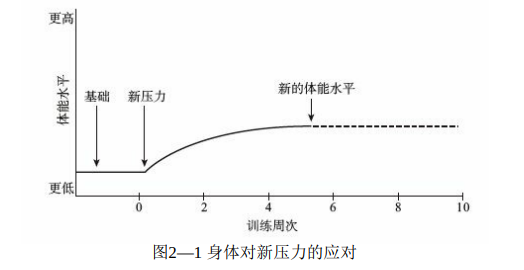 更高
新的体能水平
基础
新压力
体能水平
更低
0 2 4 6 8 10
训练周次
图2—1 身体对新压力的应对